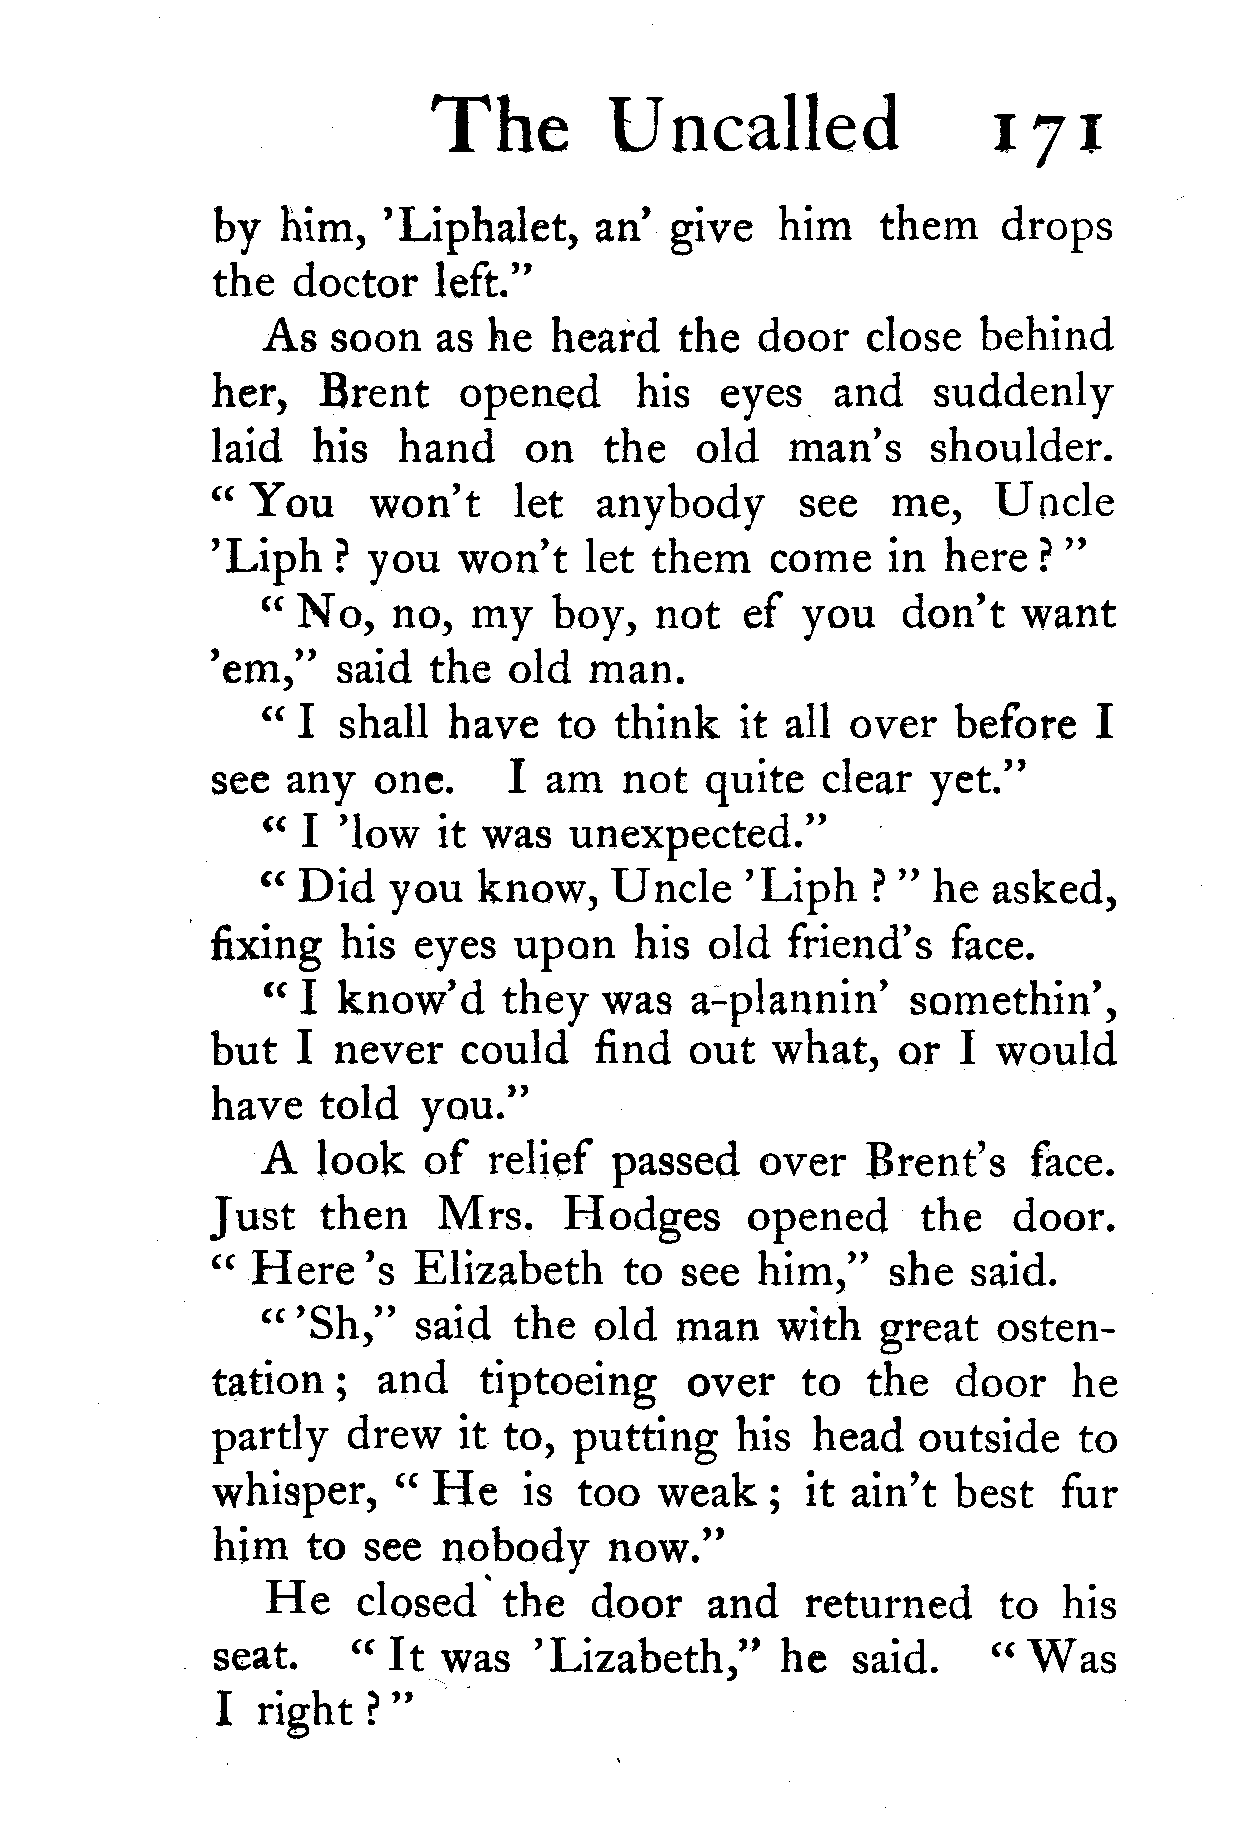 The Uncalled 171
by him, 'Liphalet, an' give him them drops
the doctor left."
As soon as he heard the door close behind
her, Brent opened his eyes and suddenly
laid his hand on the old man's shoulder.
" You won't let anybody see me, Uncle
'Liph ? you won't let them come in here ? "
" No, no, my boy, not ef you don't want
'em," said the old man.
" I shall have to think it all over before I
see any one. I am not quite clear yet."
" I 'low it was unexpected."
" Did you know, Uncle 'Liph ? " he asked,
fixing his eyes upon his old friend's face.
" I know'd they was a-plannin' somethin',
but I never could find out what, or I would
have told you."
A look of relief passed over Brent's face.
Just then Mrs. Hodges opened the door.
" Here 's Elizabeth to see him," she said.
" 'Sh," said the old man with great osten-
tation ; and tiptoeing over to the door he
partly drew it to, putting his head outside to
whisper, " He is too weak ; it ain't best fur
him to see nobody now."
He closed the door and returned to his
seat. " It was 'Lizabeth," he said. " Was
I right ? "